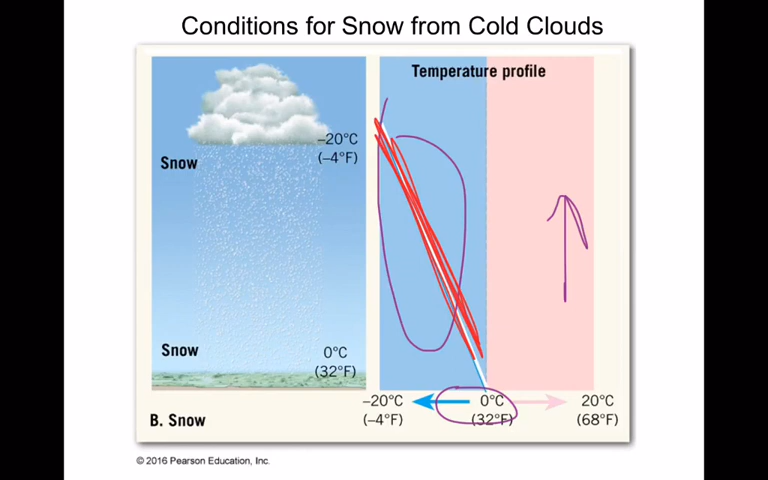 Conditions for Snow from Cold Clouds
Temperature profile
–20°C
(–4°F)
Snow
Snow
0°C
(32°F)
–20°C 0°C 20°C
(–4°F) (32°F) (68°F)
B. Snow
© 2016 Pearson Education, Inc.